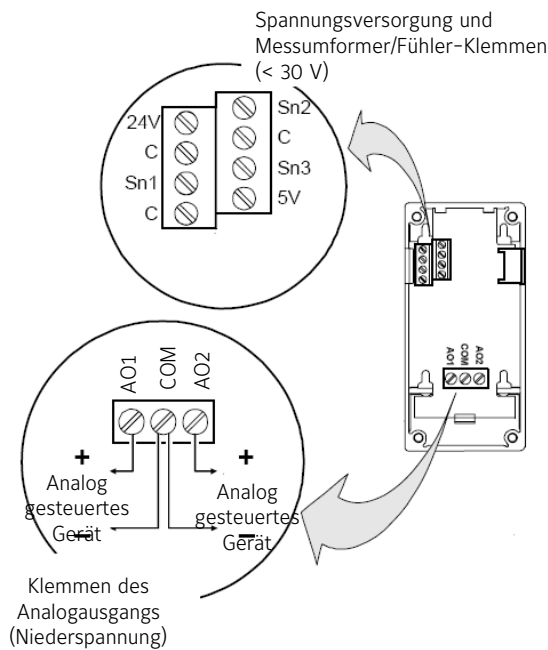 Spannungsversorgung und
Messumformer/Fühler-Klemmen
(< 30 V)
24V
C
Sn1
C
Sn2
C
Sn3
5V
AO1
COM
AO2
AO1 COM AO2
+ +
Analog
gesteuertes
Gerät
–
Analog
gesteuertes
Gerät
–
Klemmen des
Analogausgangs
(Niederspannung)